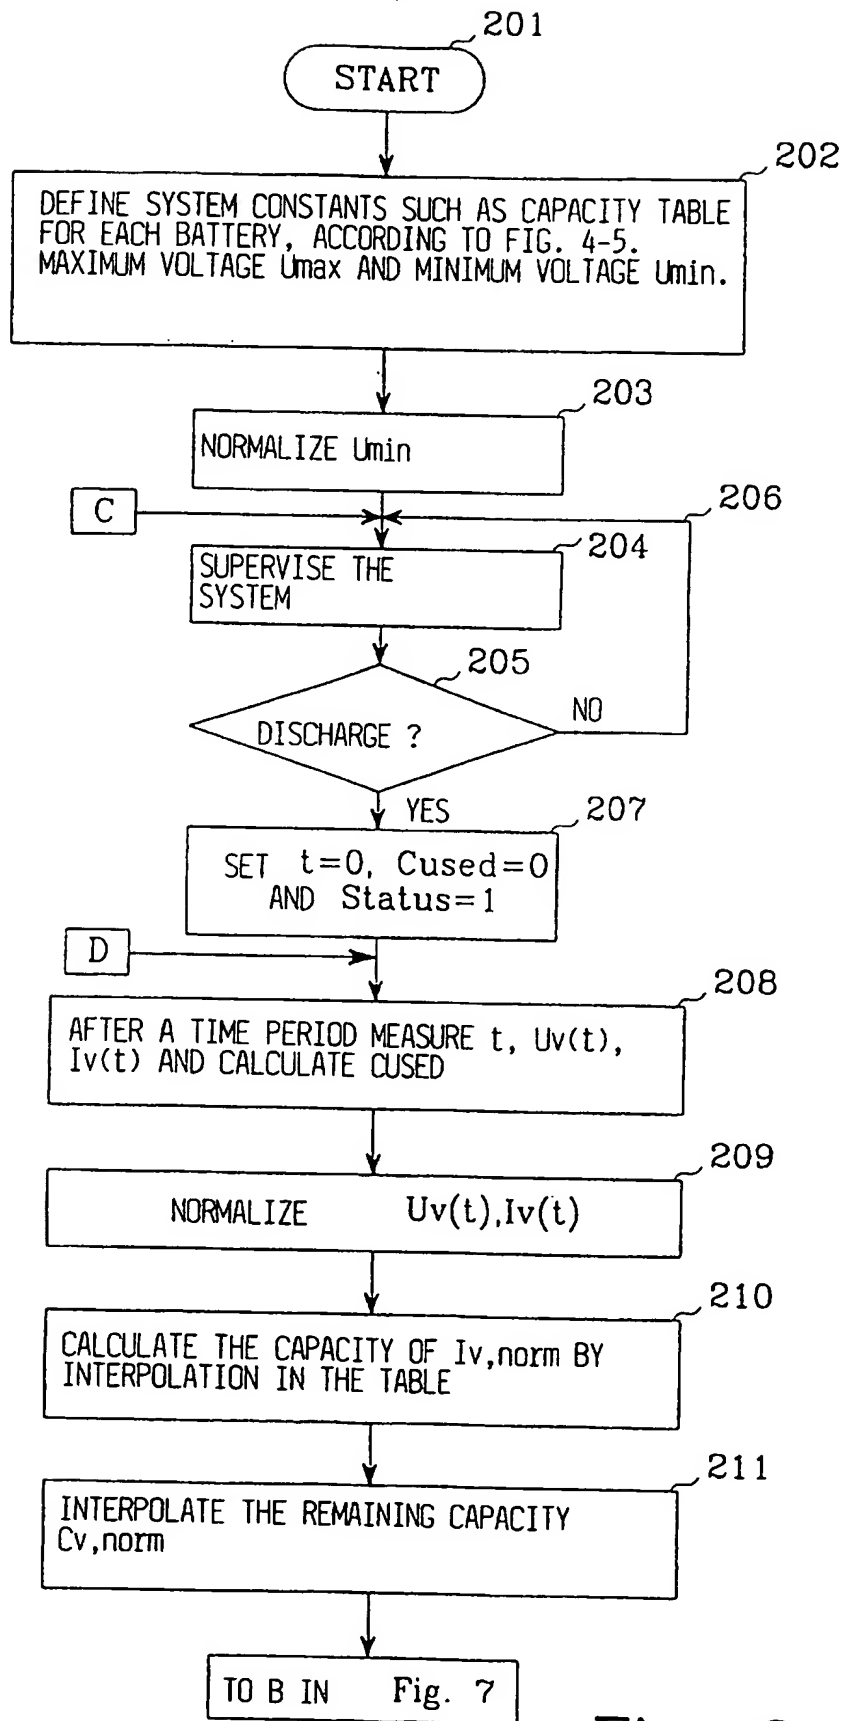 201
START
202
DEFINE SYSTEM CONSTANTS SUCH AS CAPACITY TABLE
FOR EACH BATTERY, ACCORDING TO FIG. 4-5.
MAXIMUM VOLTAGE Umax AND MINIMUM VOLTAGE Umin.
203
NORMALIZE Umin
C
206
204
SUPERVISE THE
SYSTEM
205
DISCHARGE ?
NO
YES
207
SET t=0, Cused=0
AND Status=1
D
208
AFTER A TIME PERIOD MEASURE t, Uv(t),
Iv(t) AND CALCULATE CUSED
209
NORMALIZE Uv(t),Iv(t)
210
CALCULATE THE CAPACITY OF Iv,norm BY
INTERPOLATION IN THE TABLE
211
INTERPOLATE THE REMAINING CAPACITY
Cv,norm
TO B IN Fig. 7